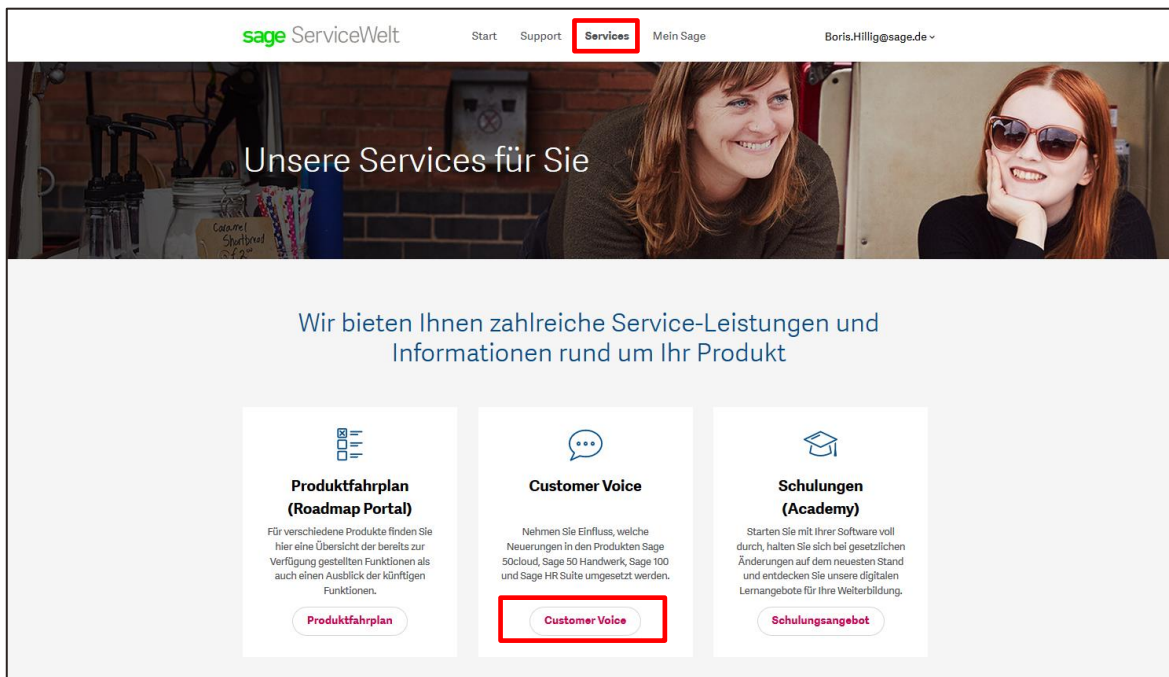 sage ServiceWelt
Start Support Services Mein Sage
Boris.Hillig@sage.de
Unsere Services für Sie
Caramel
Shortbread
Wir bieten Ihnen zahlreiche Service-Leistungen und
Informationen rund um Ihr Produkt
Produktfahrplan
(Roadmap Portal)
Für verschiedene Produkte finden Sie
hier eine Übersicht der bereits zur
Verfügung gestellten Funktionen als
auch einen Ausblick der künftigen
Funktionen.
Produktfahrplan
Customer Voice
Nehmen Sie Einfluss, welche
Neuerungen in den Produkten Sage
50cloud, Sage 50 Handwerk, Sage 100
und Sage HR Suite umgesetzt werden.
Customer Voice
Schulungen
(Academy)
Starten Sie mit Ihrer Software voll
durch, halten Sie sich bei gesetzlichen
Änderungen auf dem neuesten Stand
und entdecken Sie unsere digitalen
Lernangebote für Ihre Weiterbildung.
Schulungsangebot